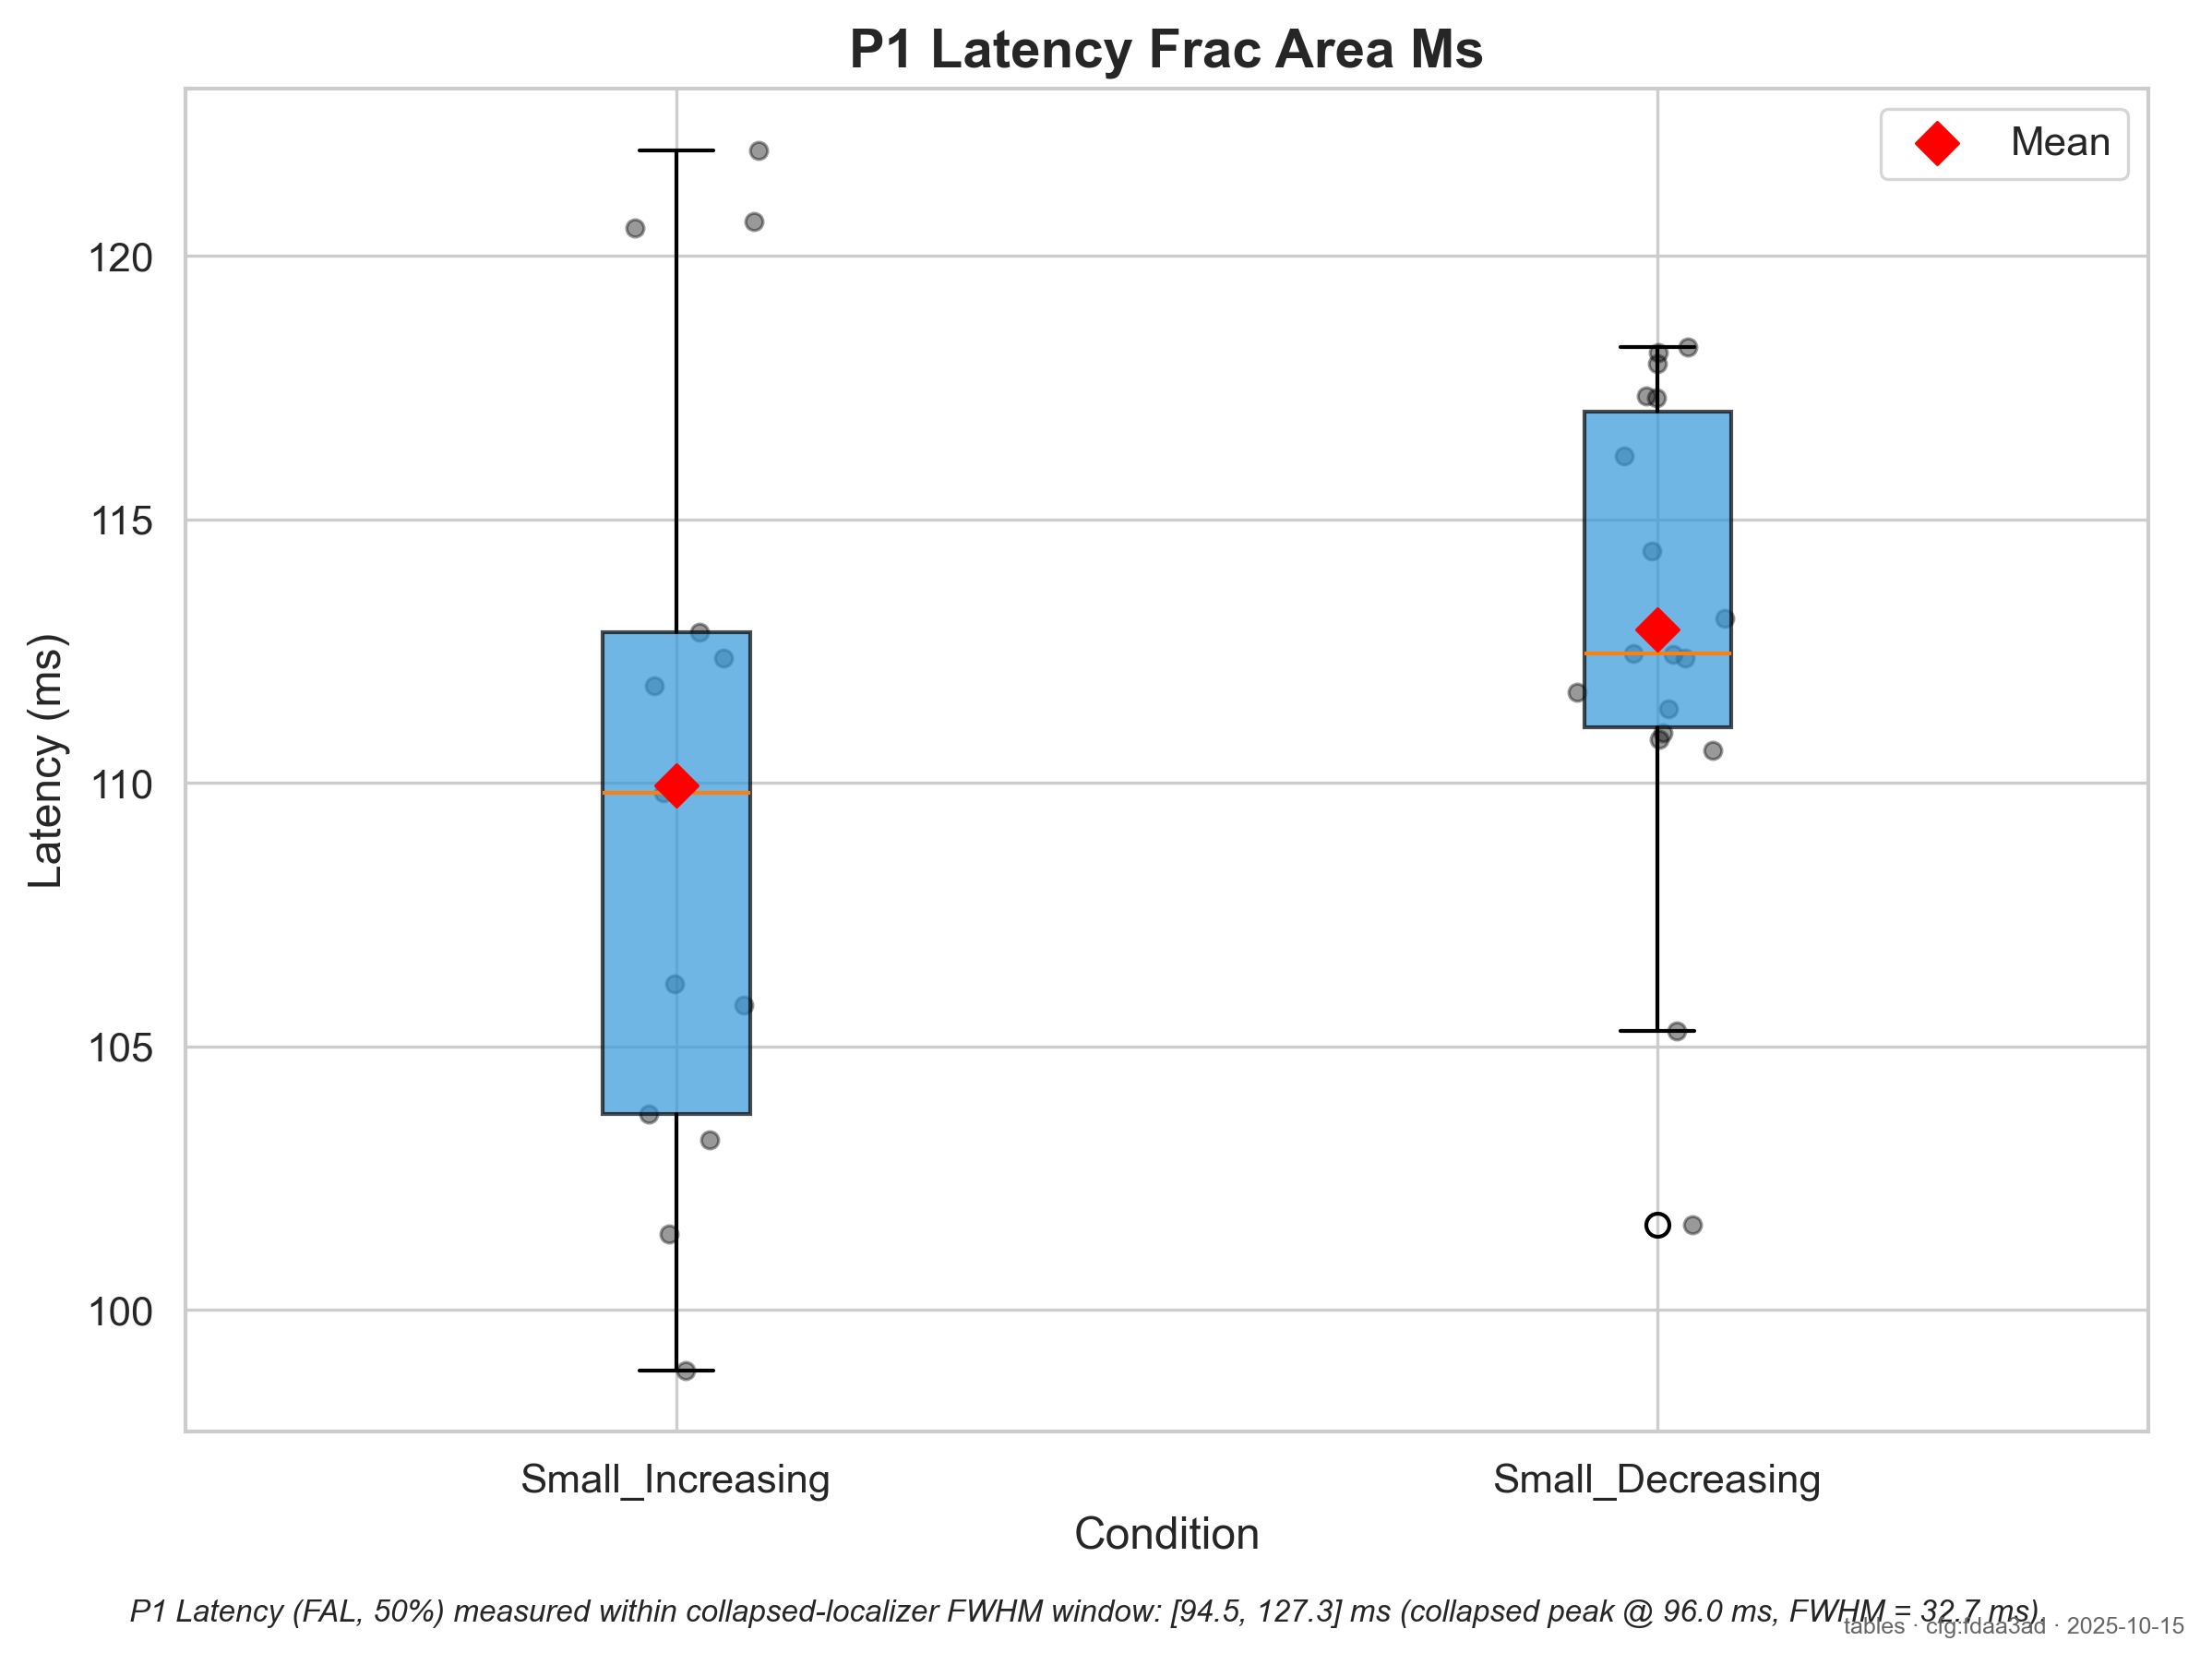 P1 Latency Frac Area Ms
Mean
120
115
110
105
100
Latency (ms)
Small_Increasing
Small_Decreasing
Condition
P1 Latency (FAL, 50%) measured within collapsed-localizer FWHM window: [94.5, 127.3] ms (collapsed peak @ 96.0 ms, FWHM = 32.7 ms).
tables · cfg:fdaa3ad · 2025-10-15